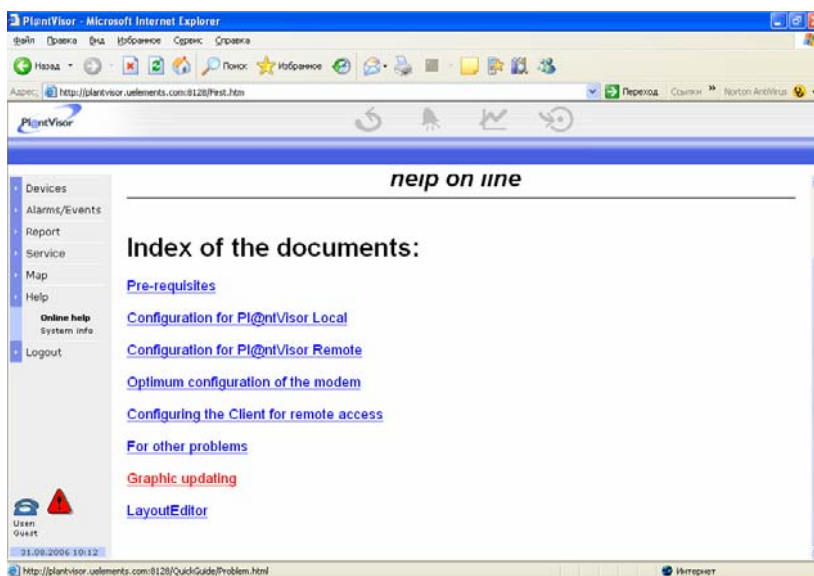 Pl@ntVisor - Microsoft Internet Explorer
Файл Правка Вид Избранное Сервис Справка
Назад Поиск Избранное
Адрес: http://plantvisor.uelements.com:8128/First.htm Переход Ссылки » Norton AntiVirus
Pl@ntVisor
help on line
Devices
Alarms/Events
Report
Service
Map
Help
Online help
System info
Logout
Index of the documents:
Pre-requisites
Configuration for Pl@ntVisor Local
Configuration for Pl@ntVisor Remote
Optimum configuration of the modem
Configuring the Client for remote access
For other problems
Graphic updating
LayoutEditor
User:
Guest
31.08.2006 10:12
http://plantvisor.uelements.com:8128/QuickGuide/Problem.html Интернет